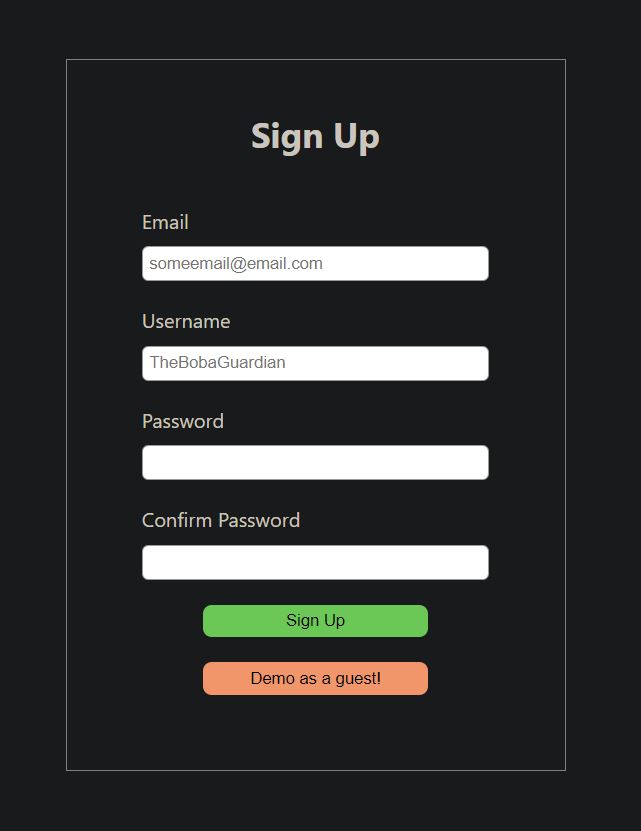 Sign Up
Email
someemail@email.com
Username
TheBobaGuardian
Password
Confirm Password
Sign Up
Demo as a guest!